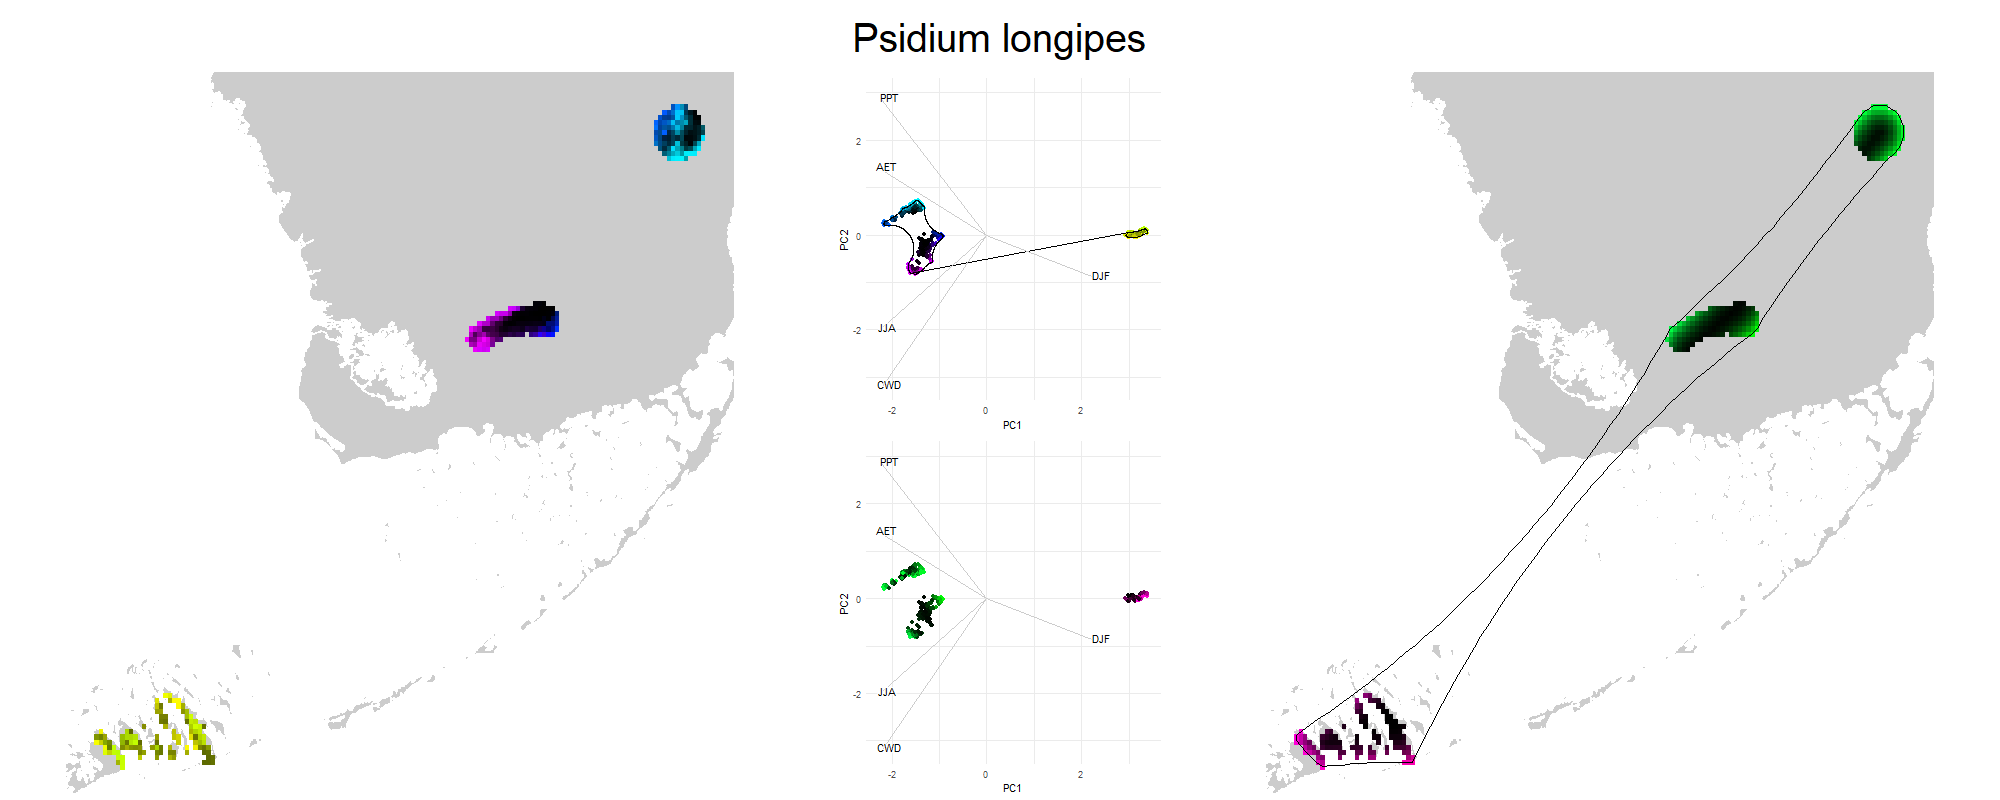 Psidium longipes
PPT
2
AET
PC2
0
DJF
-2
JJA
CWD
-2
0
2
PC1
PPT
2
AET
PC2
0
DJF
-2
JJA
CWD
-2
0
2
PC1